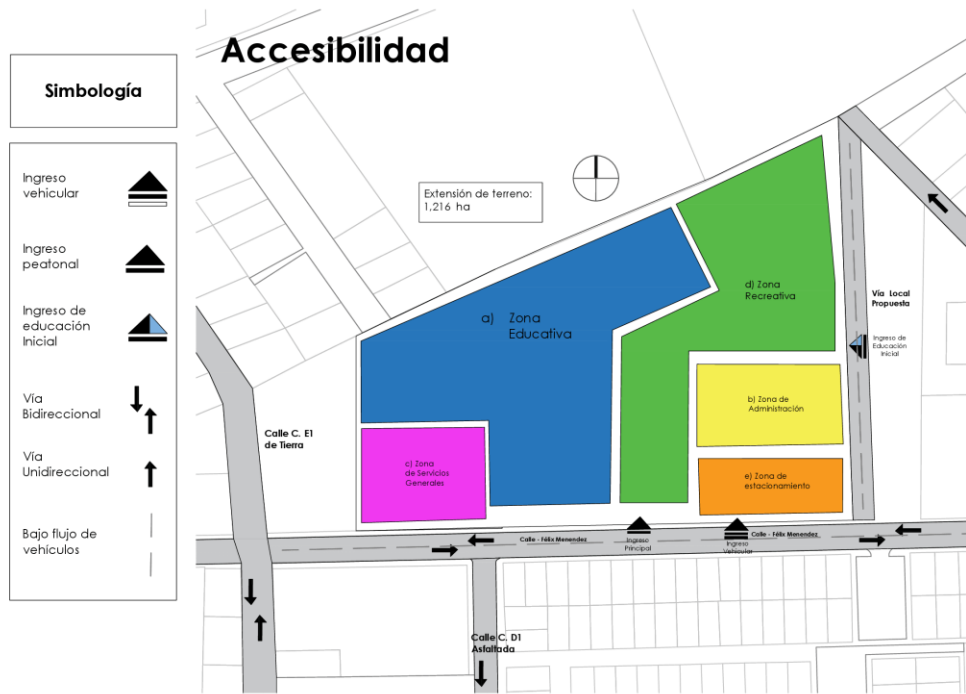 Accesibilidad
Simbología
Ingreso
vehicular
Ingreso
peatonal
Ingreso de
educación
Inicial
Vía
Bidireccional
Vía
Unidireccional
Bajo flujo de
vehículos
Extensión de terreno:
1,216 ha
a) Zona
Educativa
d) Zona
Recreativa
Vía Local
Propuesta
Ingreso de
Educación
Inicial
b) Zona de
Administración
Calle C. E1
de Tierra
c) Zona
de Servicios
Generales
e) Zona de
estacionamiento
Calle - Félix Menendez
Ingreso
Principal
Ingreso
Vehicular
Calle - Félix Menendez
Calle C. D1
Asfaltada